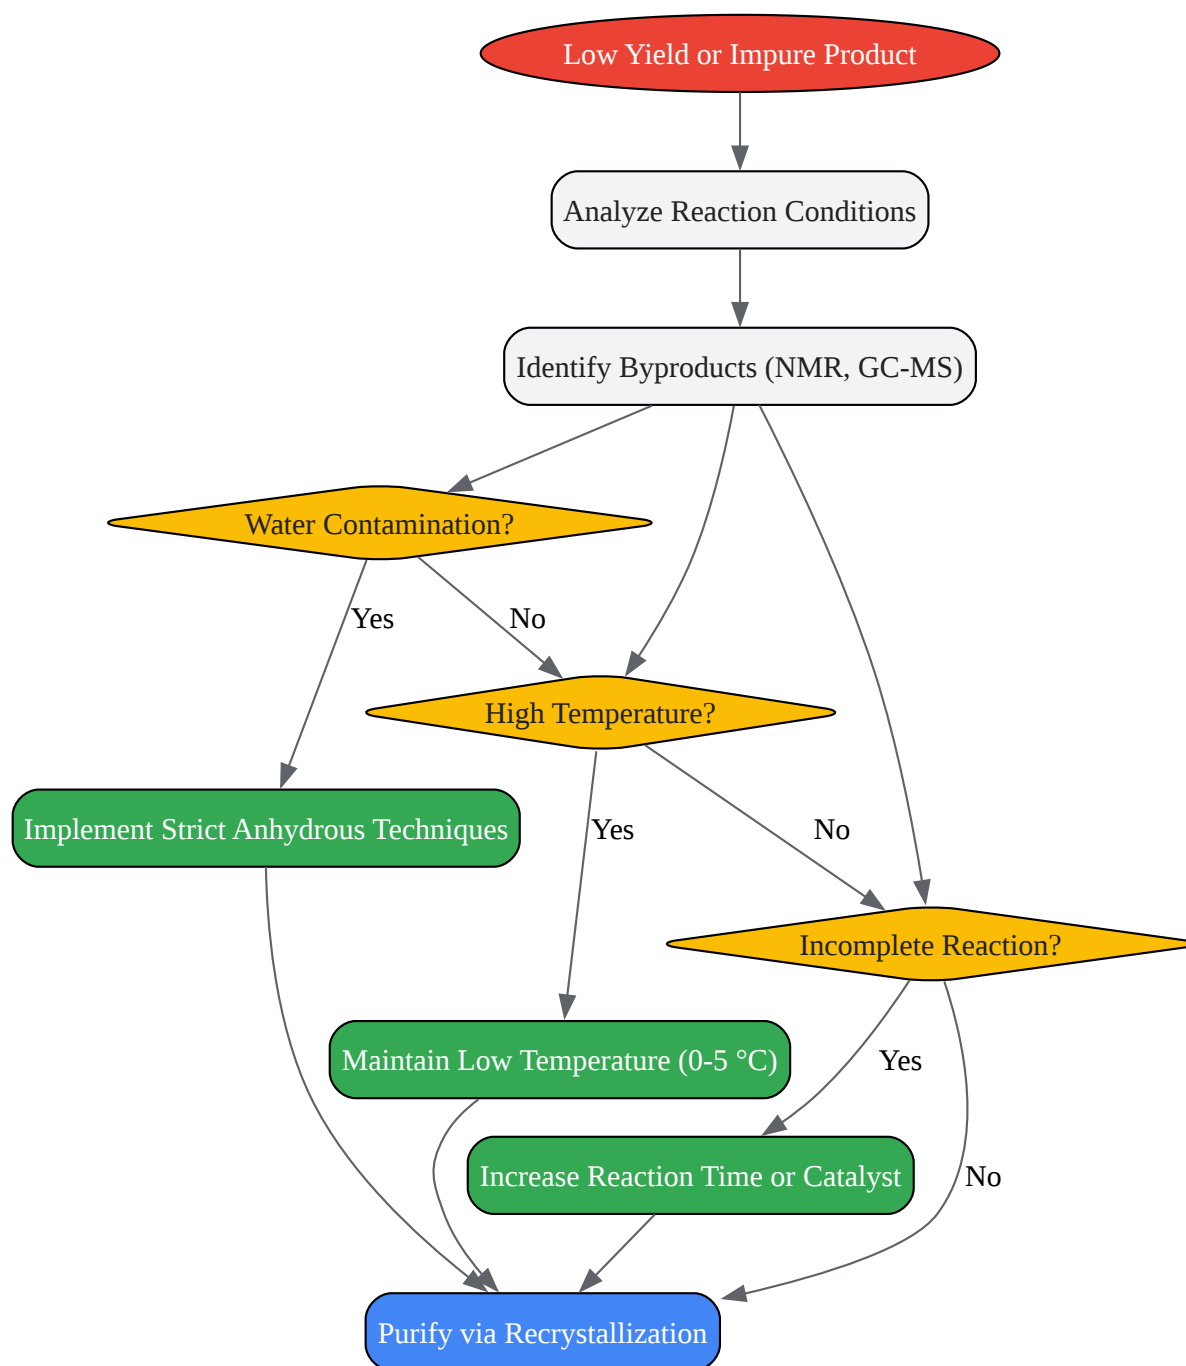 Low Yield or Impure Product
Analyze Reaction Conditions
Identify Byproducts (NMR, GC-MS)
Water Contamination?
Yes
No
High Temperature?
Implement Strict Anhydrous Techniques
Yes
No
Incomplete Reaction?
Maintain Low Temperature (0-5 °C)
Yes
Increase Reaction Time or Catalyst
No
Purify via Recrystallization